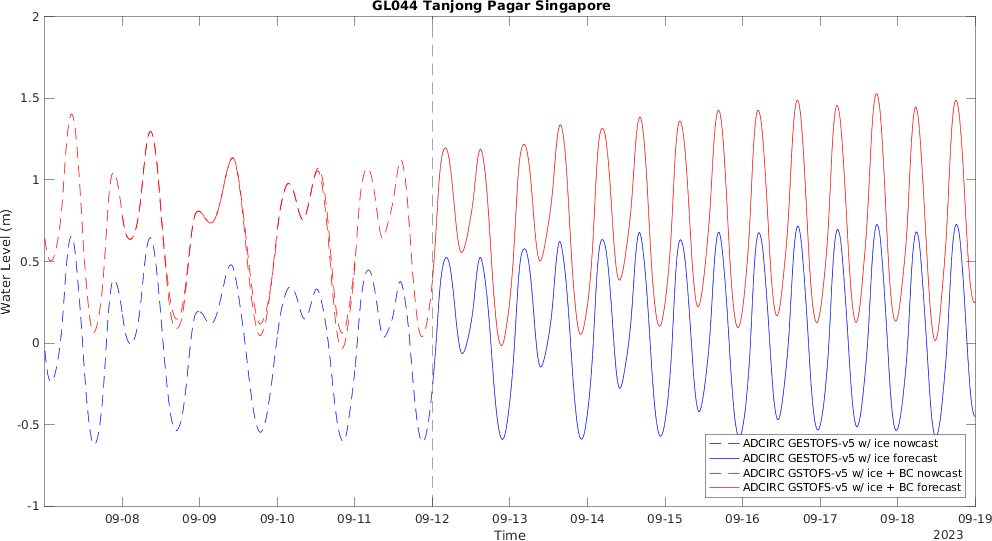 GL044 Tanjong Pagar Singapore
2
1.5
1
0.5
0
-0.5
-1
Water Level (m)
09-08
09-09
09-10
09-11
09-12
09-13
09-14
09-15
09-16
09-17
09-18
09-19
Time
2023
ADCIRC GESTOFS-v5 w/ ice nowcast
ADCIRC GESTOFS-v5 w/ ice forecast
ADCIRC GSTOFS-v5 w/ ice + BC nowcast
ADCIRC GSTOFS-v5 w/ ice + BC forecast